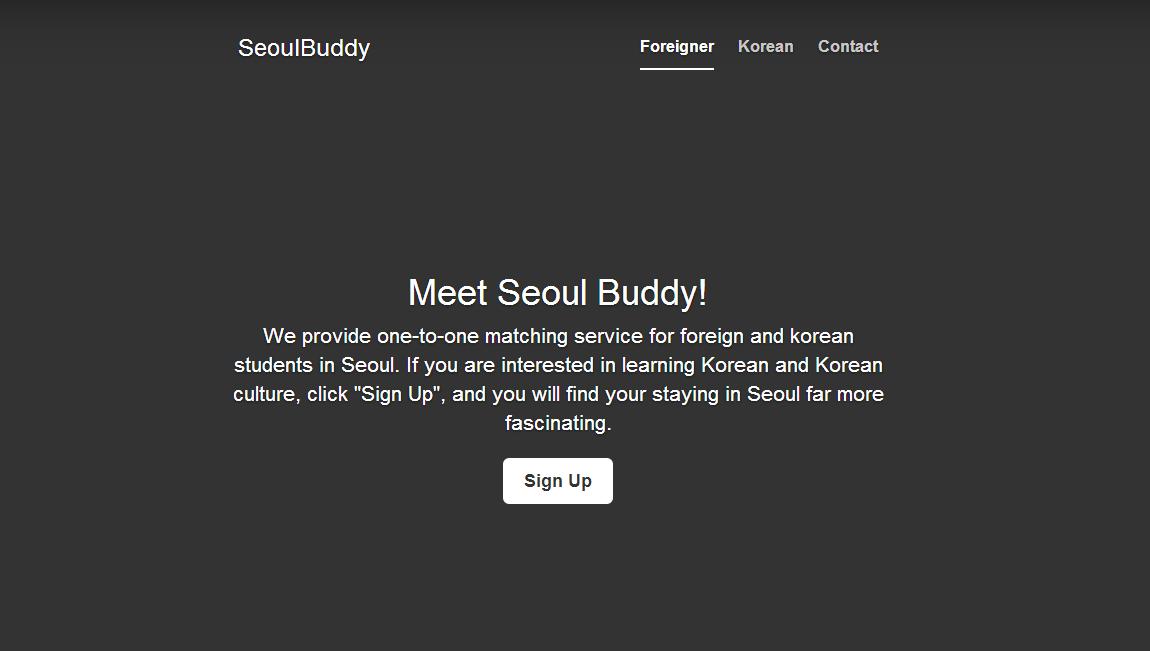 SeoulBuddy
Foreigner Korean Contact
Meet Seoul Buddy!
We provide one-to-one matching service for foreign and korean
students in Seoul. If you are interested in learning Korean and Korean
culture, click "Sign Up", and you will find your staying in Seoul far more
fascinating.
Sign Up